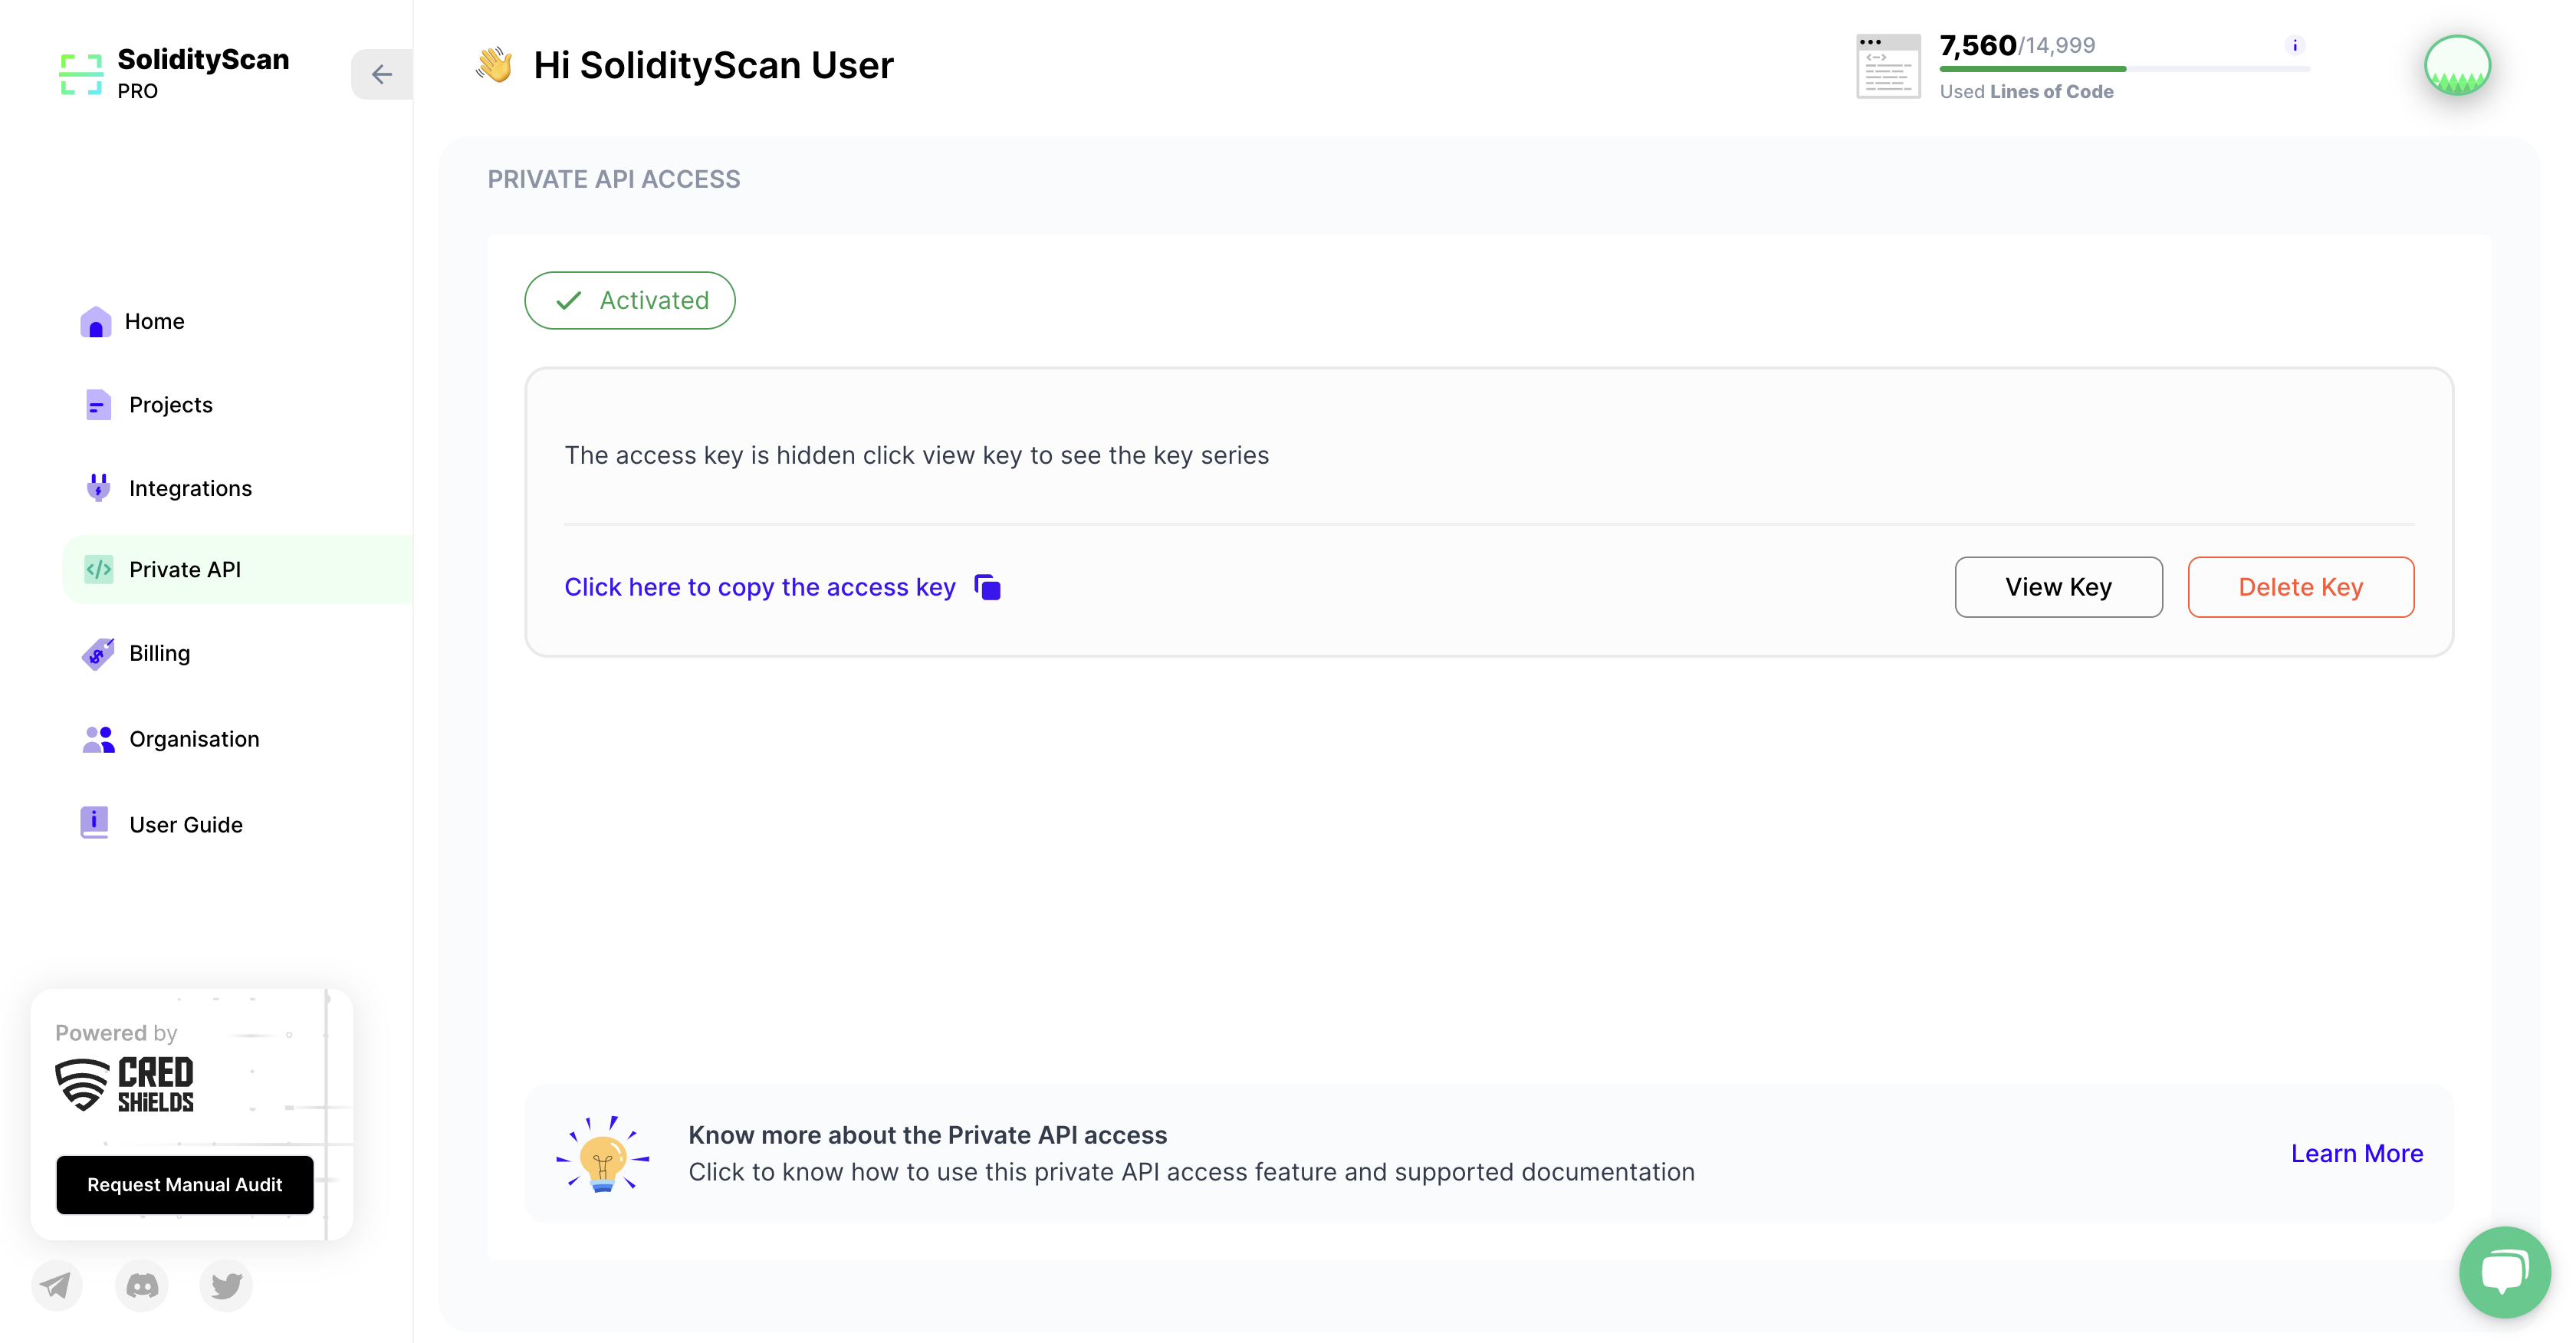 SolidityScan
PRO
Hi SolidityScan User
7,560/14,999
Used Lines of Code
PRIVATE API ACCESS
Activated
Home
Projects
Integrations
Private API
Billing
Organisation
User Guide
The access key is hidden click view key to see the key series
Click here to copy the access key
View Key
Delete Key
Powered by
CRED
SHiELDS
Request Manual Audit
Know more about the Private API access
Click to know how to use this private API access feature and supported documentation
Learn More